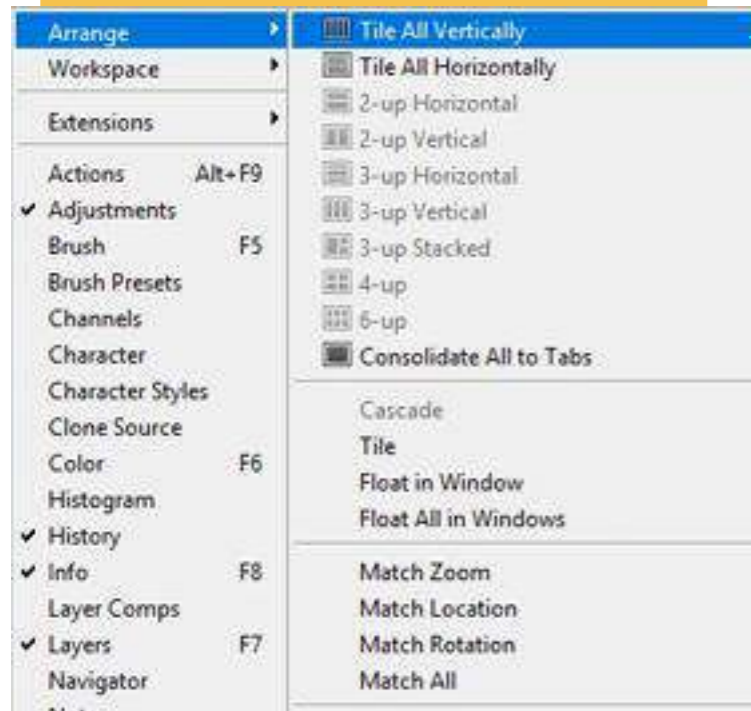 Arrange
Workspace
Extensions
Actions Alt+F9
Adjustments
Brush F5
Brush Presets
Channels
Character
Character Styles
Clone Source
Color F6
Histogram
History
Info F8
Layer Comps
Layers F7
Navigator
Tile All Vertically
Tile All Horizontally
2-up Horizontal
2-up Vertical
3-up Horizontal
3-up Vertical
3-up Stacked
4-up
6-up
Consolidate All to Tabs
Cascade
Tile
Float in Window
Float All in Windows
Match Zoom
Match Location
Match Rotation
Match All